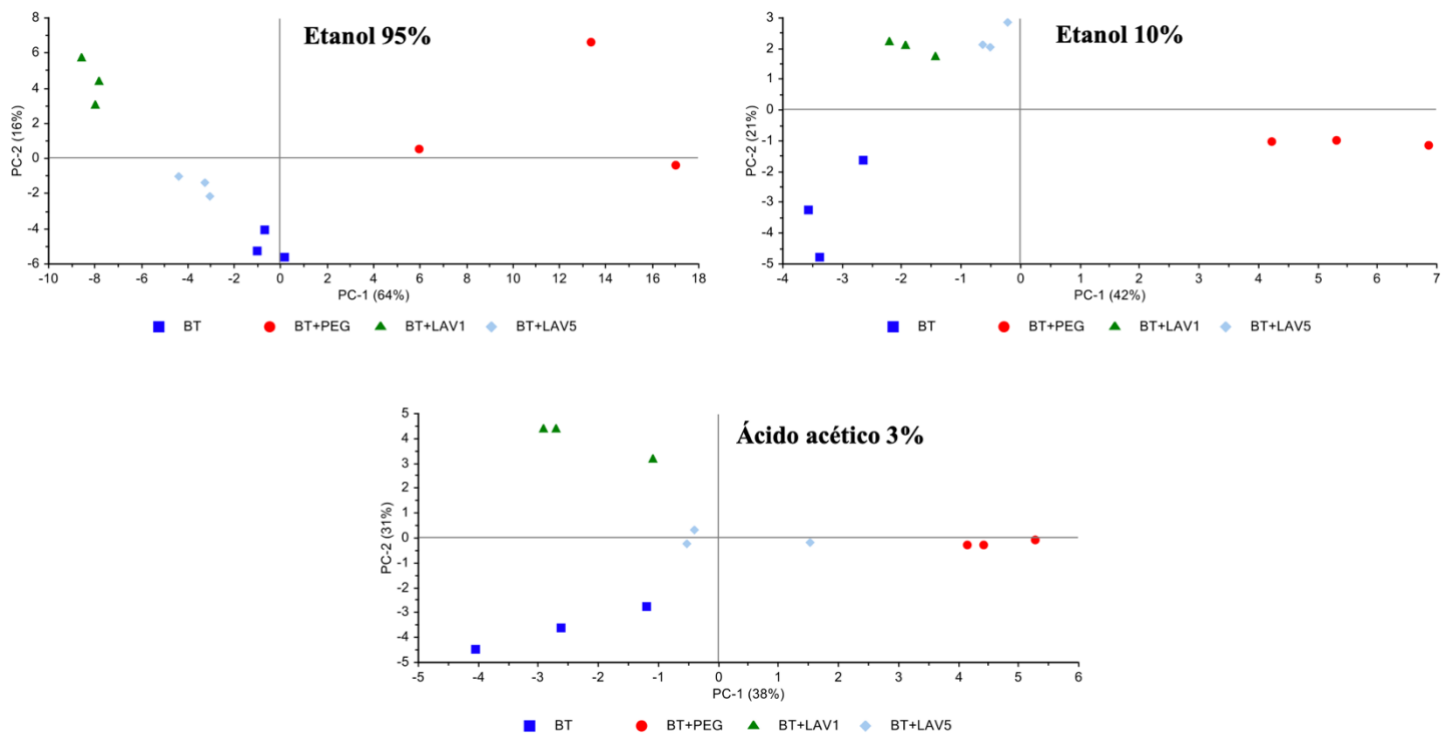 Etanol 95%
8
6
4
2
0
-2
-4
-6
PC-2 (16%)
-10 -8 -6 -4 -2 0 2 4 6 8 10 12 14 16 18
PC-1 (64%)
BT BT+PEG BT+LAV1 BT+LAV5
Etanol 10%
3
2
1
0
-1
-2
-3
-4
-5
PC-2 (21%)
-4 -3 -2 -1 0 1 2 3 4 5 6 7
PC-1 (42%)
BT BT+PEG BT+LAV1 BT+LAV5
Ácido acético 3%
5
4
3
2
1
0
-1
-2
-3
-4
-5
PC-2 (31%)
-5 -4 -3 -2 -1 0 1 2 3 4 5 6
PC-1 (38%)
BT BT+PEG BT+LAV1 BT+LAV5